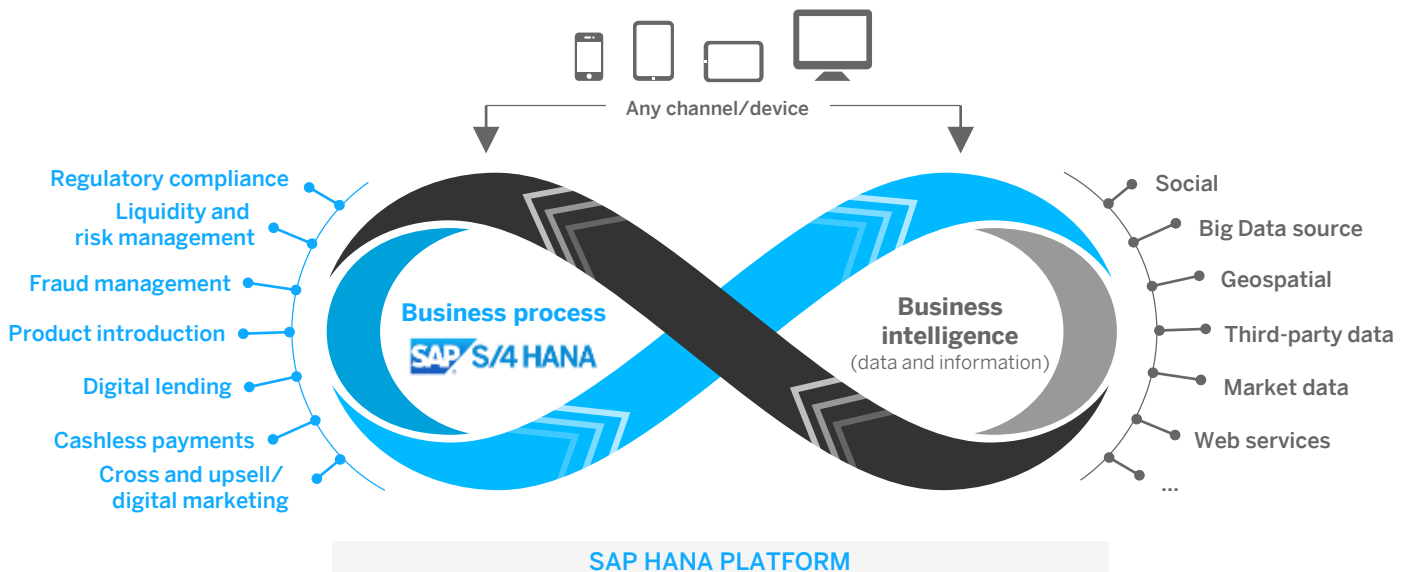 Any channel/device
Regulatory compliance
Liquidity and
risk management
Fraud management
Product introduction
Digital lending
Cashless payments
Cross and upsell/
digital marketing
Business process
SAP S/4 HANA
Business
intelligence
(data and information)
Social
Big Data source
Geospatial
Third-party data
Market data
Web services
...
SAP HANA PLATFORM